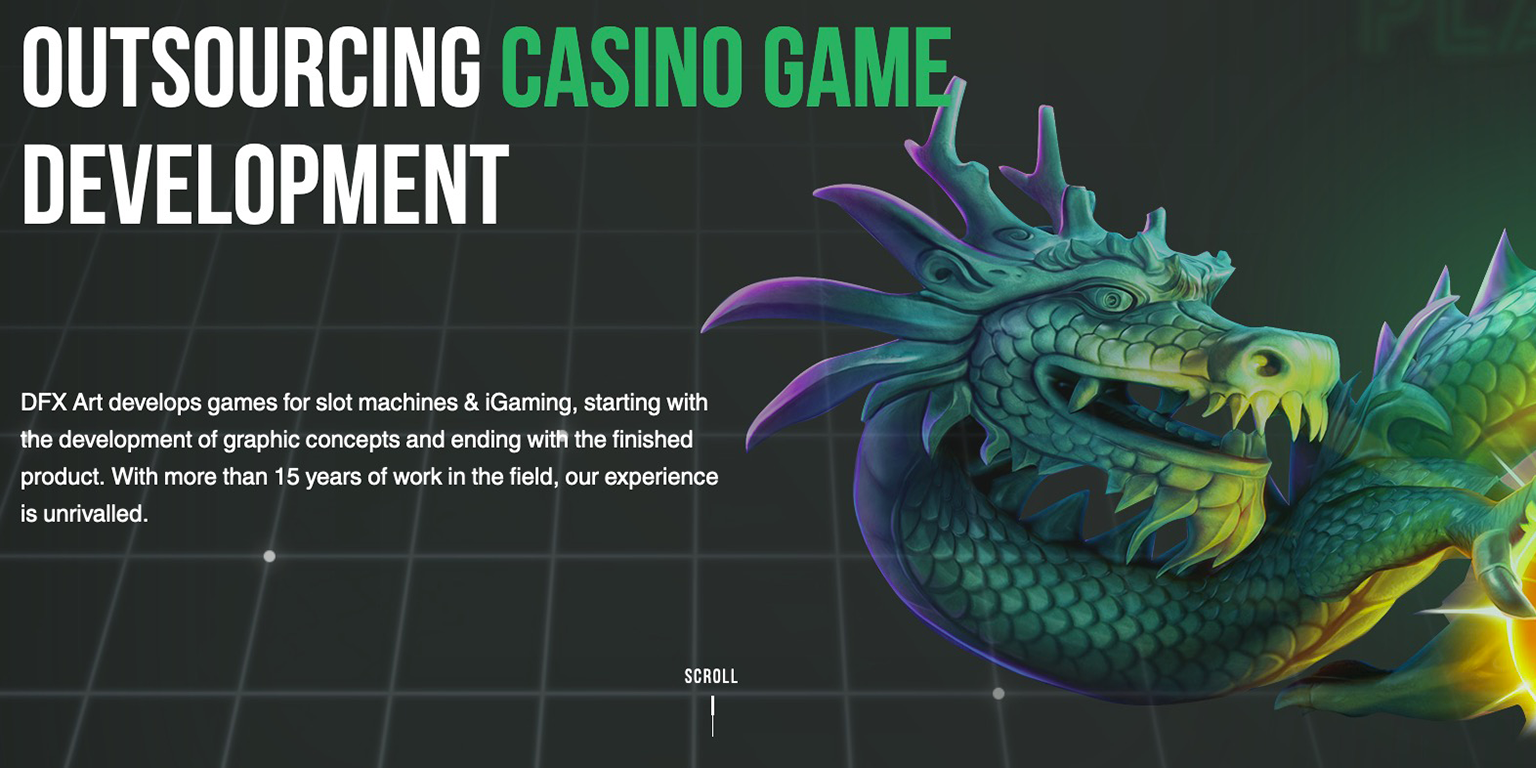 OUTSOURCING CASINO GAME
DEVELOPMENT
DFX Art develops games for slot machines & iGaming, starting with
the development of graphic concepts and ending with the finished
product. With more than 15 years of work in the field, our experience
is unrivalled.
SCROLL